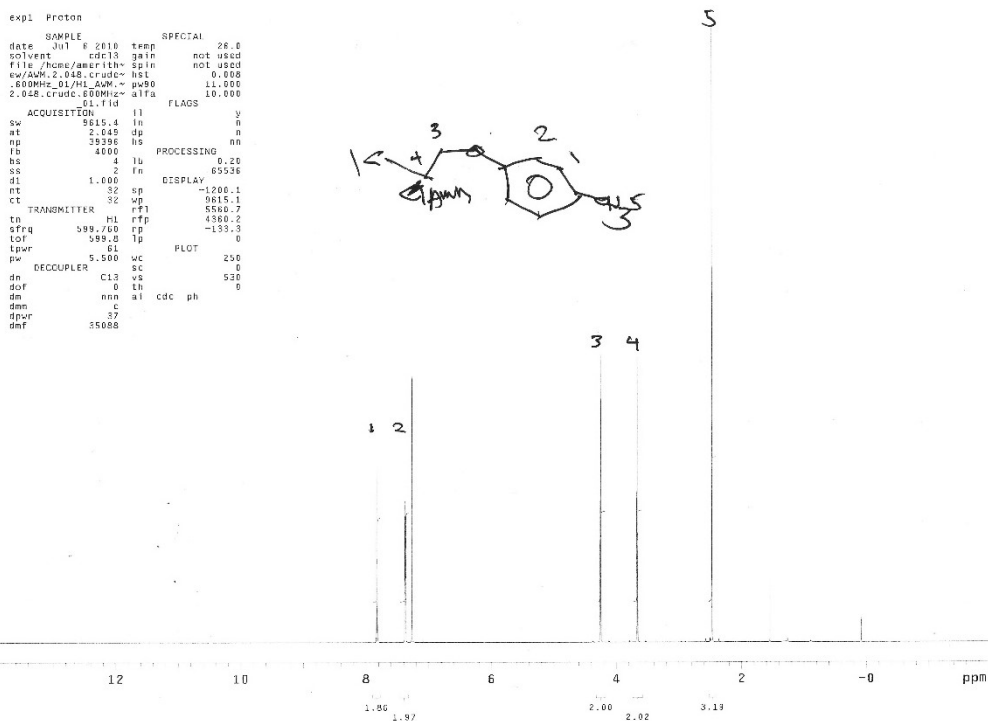 exp1 Proton
SAMPLE SPECIAL
date Jul 6 2010 temp 26.0
solvent cdcl3 gain not used
file /home/amerith~ spin not used
ew/AWM.2.048.crude~ hst 0.008
.600MHz_01/H1_AWM.~ pw90 11.000
2.048.crude.600MHz~ alfa 10.000
_01.fid FLAGS
ACQUISITION il y
sw 9615.4 in n
at 2.049 dp n
np 39396 hs nn
fb 4000 PROCESSING
bs 4 lb 0.20
ss 2 fn 65536
d1 1.000 DISPLAY
nt 32 sp -1200.1
ct 32 wp 9615.1
TRANSMITTER rfl 5560.7
tn H1 rfp 4360.2
sfrq 599.760 rp -133.3
tof 599.8 lp 0
tpwr 61 PLOT
pw 5.500 wc 250
DECOUPLER sc 0
dn C13 vs 530
dof 0 th 0
dm nnn ai cdc ph
dmm c
dpwr 37
dmf 35088
5
3 2
4 1
5
3
3 4
1 2
12 10 8 6 4 2 -0 ppm
1.86 2.00 3.19
1.97 2.02